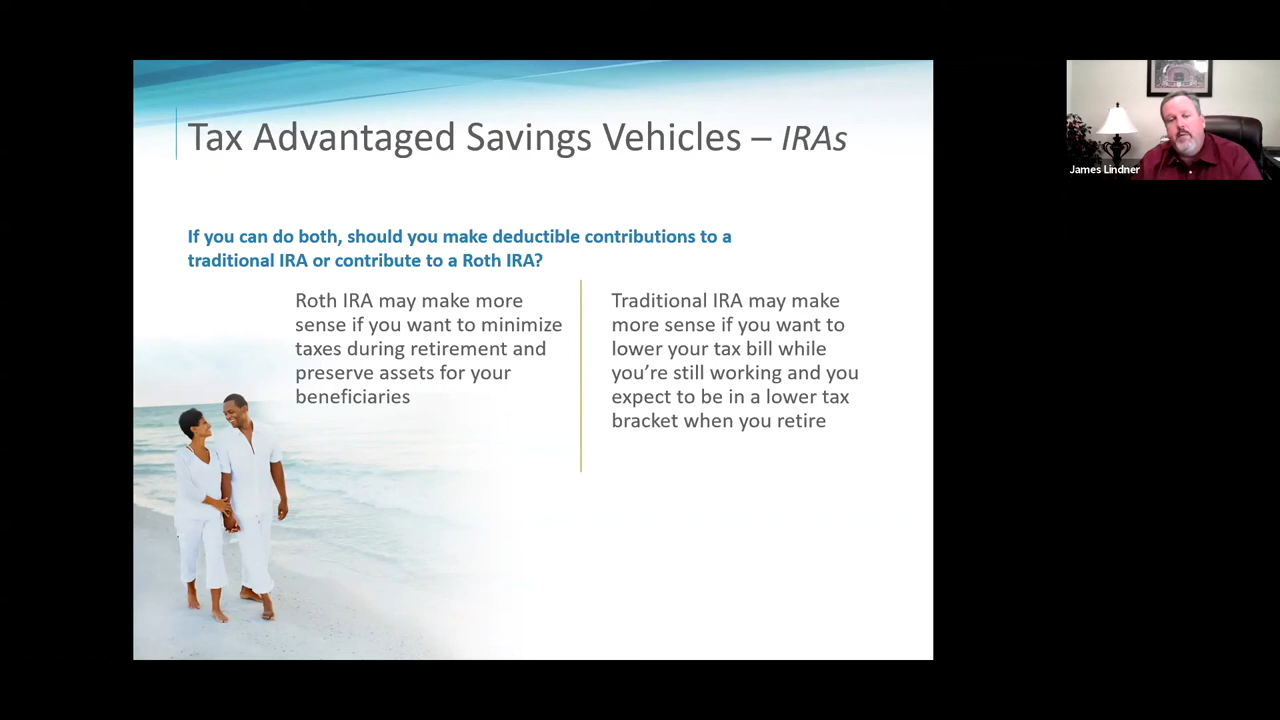 Tax Advantaged Savings Vehicles – IRAs
If you can do both, should you make deductible contributions to a
traditional IRA or contribute to a Roth IRA?
Roth IRA may make more
sense if you want to minimize
taxes during retirement and
preserve assets for your
beneficiaries
Traditional IRA may make
more sense if you want to
lower your tax bill while
you’re still working and you
expect to be in a lower tax
bracket when you retire
James Lindner